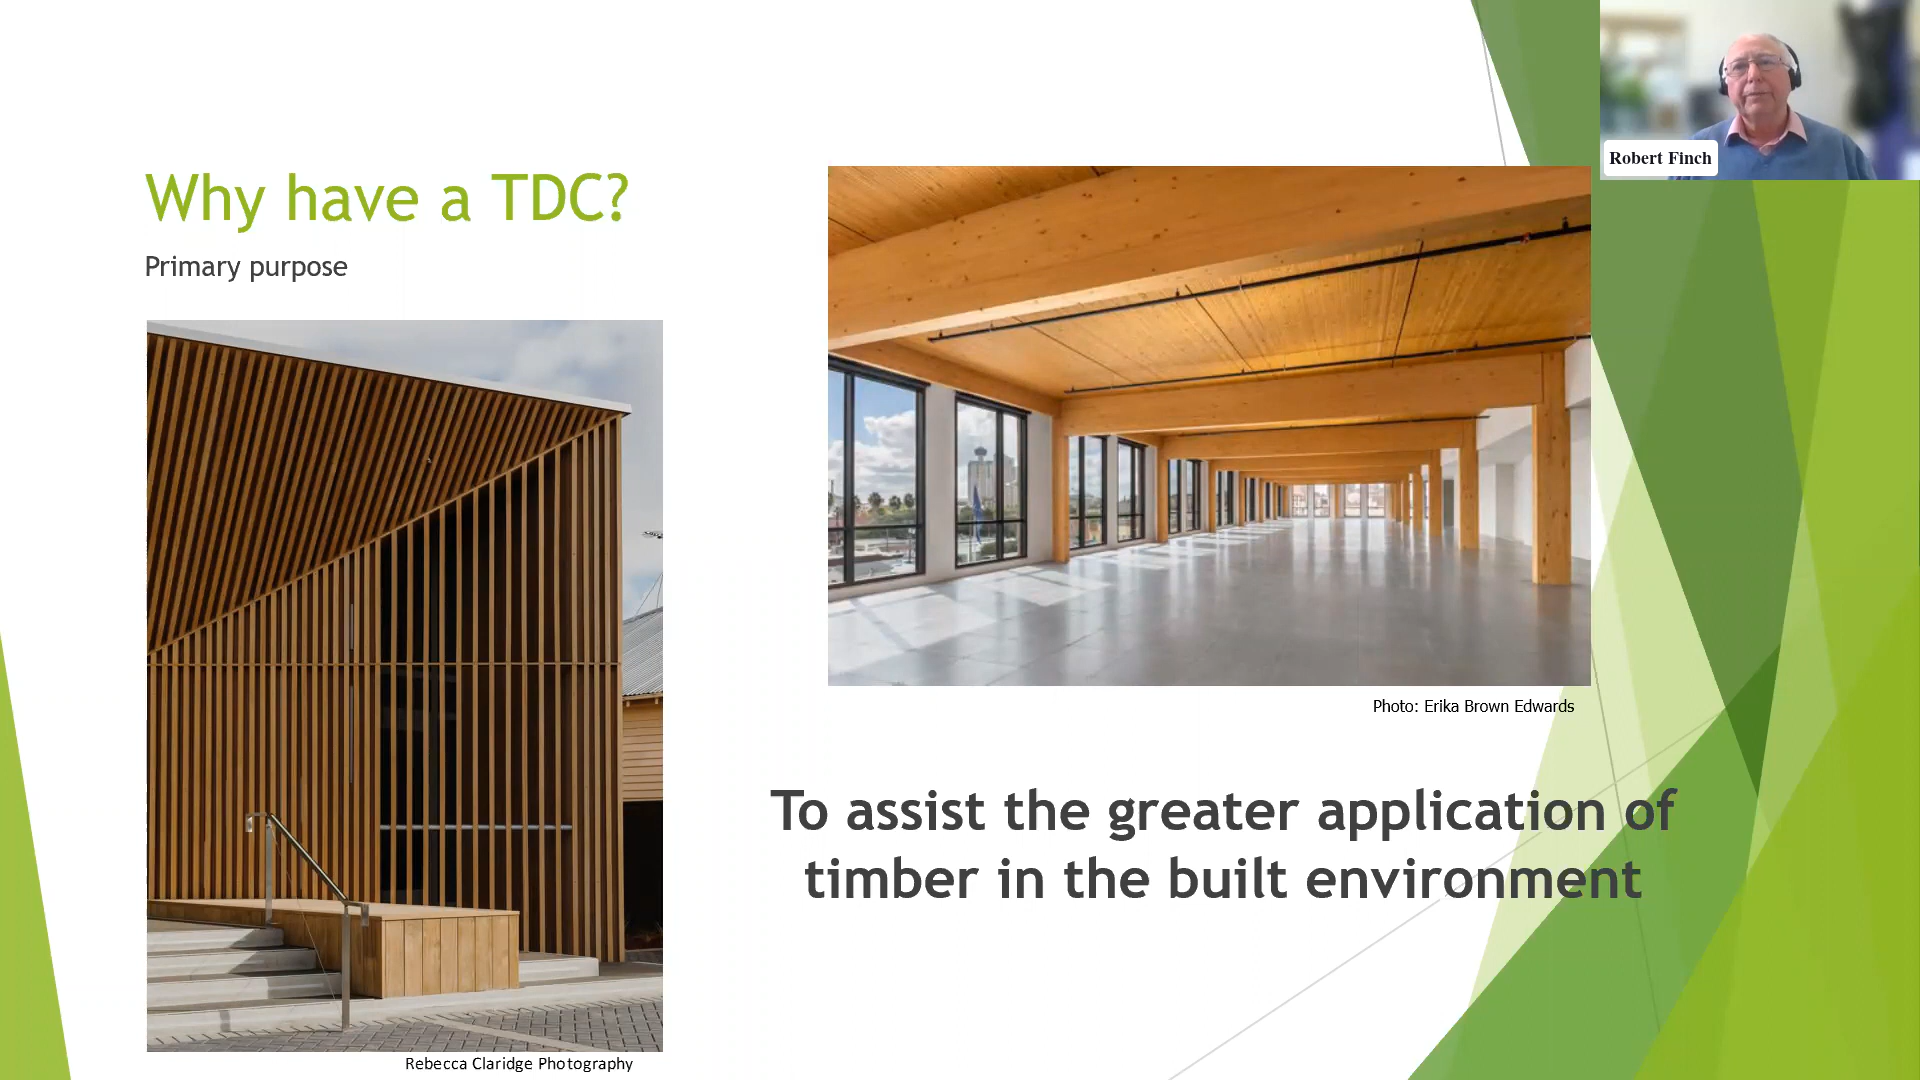 Why have a TDC?
Primary purpose
Robert Finch
Photo: Erika Brown Edwards
To assist the greater application of
timber in the built environment
Rebecca Claridge Photography